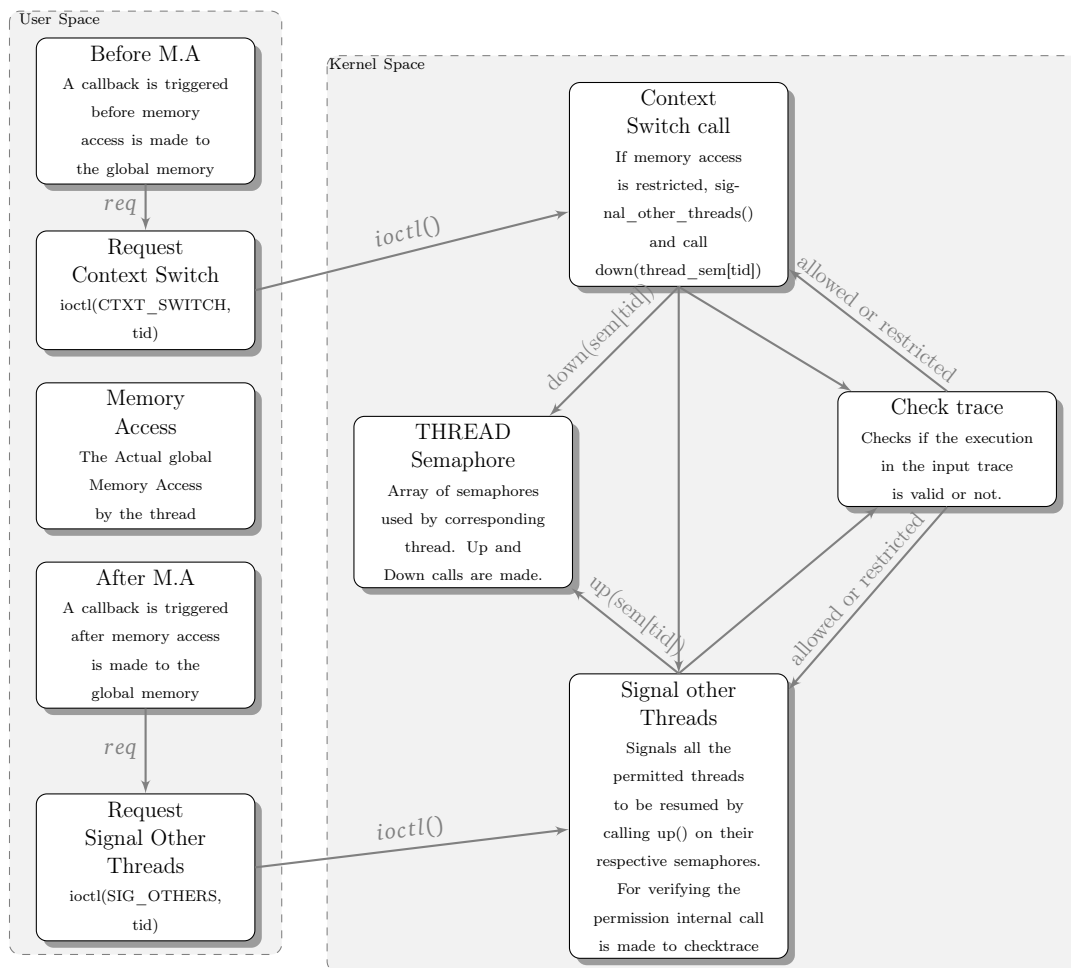 User Space
Before M.A
A callback is triggered
before memory
access is made to
the global memory
req
Request
Context Switch
ioctl(CTXT_SWITCH,
tid)
Memory
Access
The Actual global
Memory Access
by the thread
After M.A
A callback is triggered
after memory access
is made to the
global memory
req
Request
Signal Other
Threads
ioctl(SIG_OTHERS,
tid)
ioctl()
ioctl()
Kernel Space
Context
Switch call
If memory access
is restricted, sig-
nal_other_threads()
and call
down(thread_sem[tid])
down(sem[tid])
allowed or restricted
THREAD
Semaphore
Array of semaphores
used by corresponding
thread. Up and
Down calls are made.
Check trace
Checks if the execution
in the input trace
is valid or not.
up(sem[tid])
allowed or restricted
Signal other
Threads
Signals all the
permitted threads
to be resumed by
calling up() on their
respective semaphores.
For verifying the
permission internal call
is made to checktrace